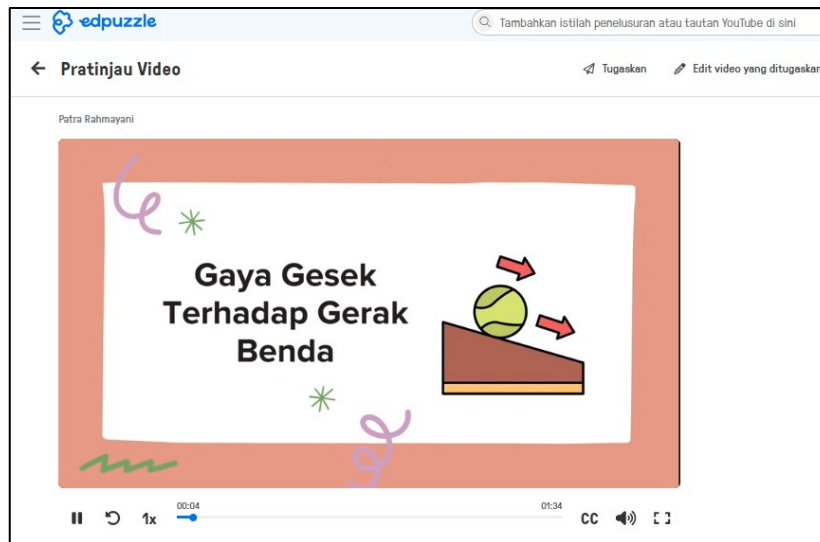 edpuzzle
Tambahkan istilah penelusuran atau tautan YouTube di sini
Pratinjau Video
Tugaskan
Edit video yang ditugaskan
Patra Rahmayani
Gaya Gesek
Terhadap Gerak
Benda
1x
00:04
01:34
CC